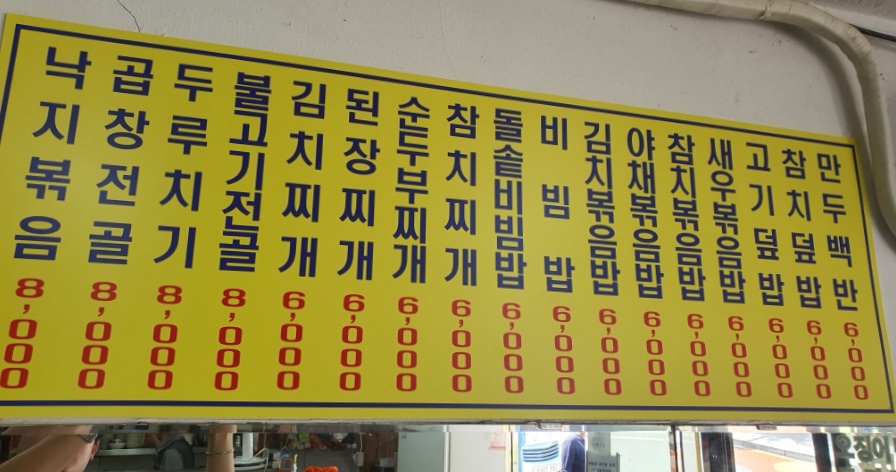 낙지볶음 8,000
곱창전골 8,000
두루치기 8,000
불고기전골 8,000
김치찌개 6,000
된장찌개 6,000
순두부찌개 6,000
참치찌개 6,000
돌솥비빔밥 6,000
비빔밥 6,000
김치볶음밥 6,000
야채볶음밥 6,000
참치볶음밥 6,000
새우볶음밥 6,000
고기덮밥 6,000
참치덮밥 6,000
만두백반 6,000